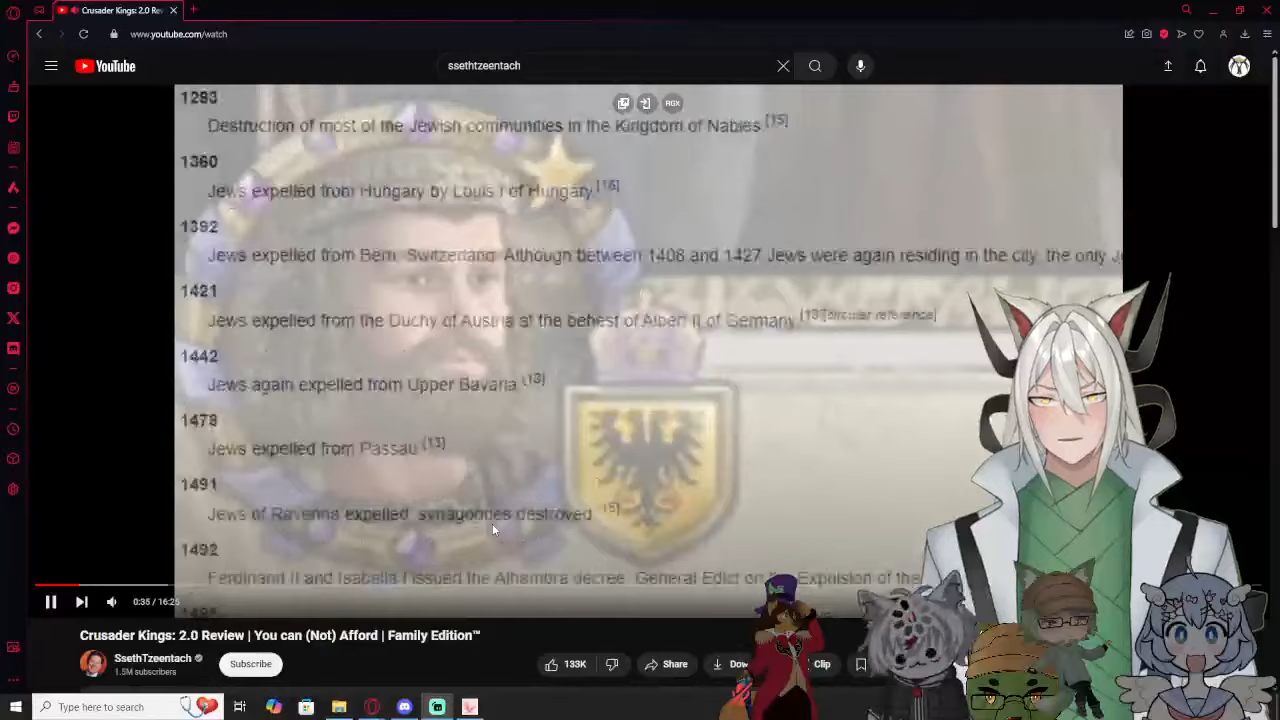 Crusader Kings: 2.0 Rev
www.youtube.com/watch
YouTube
ssethtzeentach
RGX
1293
Destruction of most of the Jewish communities in the Kingdom of Naples [15]
1360
Jews expelled from Hungary by Louis I of Hungary [16]
1392
Jews expelled from Bern, Switzerland. Although between 1408 and 1427 Jews were again residing in the city, the only
1421
Jews expelled from the Duchy of Austria at the behest of Albert II of Germany [13][circular reference]
1442
Jews again expelled from Upper Bavaria [13]
1478
Jews expelled from Passau [13]
1491
Jews of Ravenna expelled, synagogues destroyed [15]
1492
Ferdinand II and Isabella I issued the Alhambra decree, General Edict on the Expulsion of the
0:35 / 16:25
Crusader Kings: 2.0 Review | You can (Not) Afford | Family Edition™
SsethTzeentach
1.5M subscribers
Subscribe
133K
Share
Dow
Clip
Type here to search